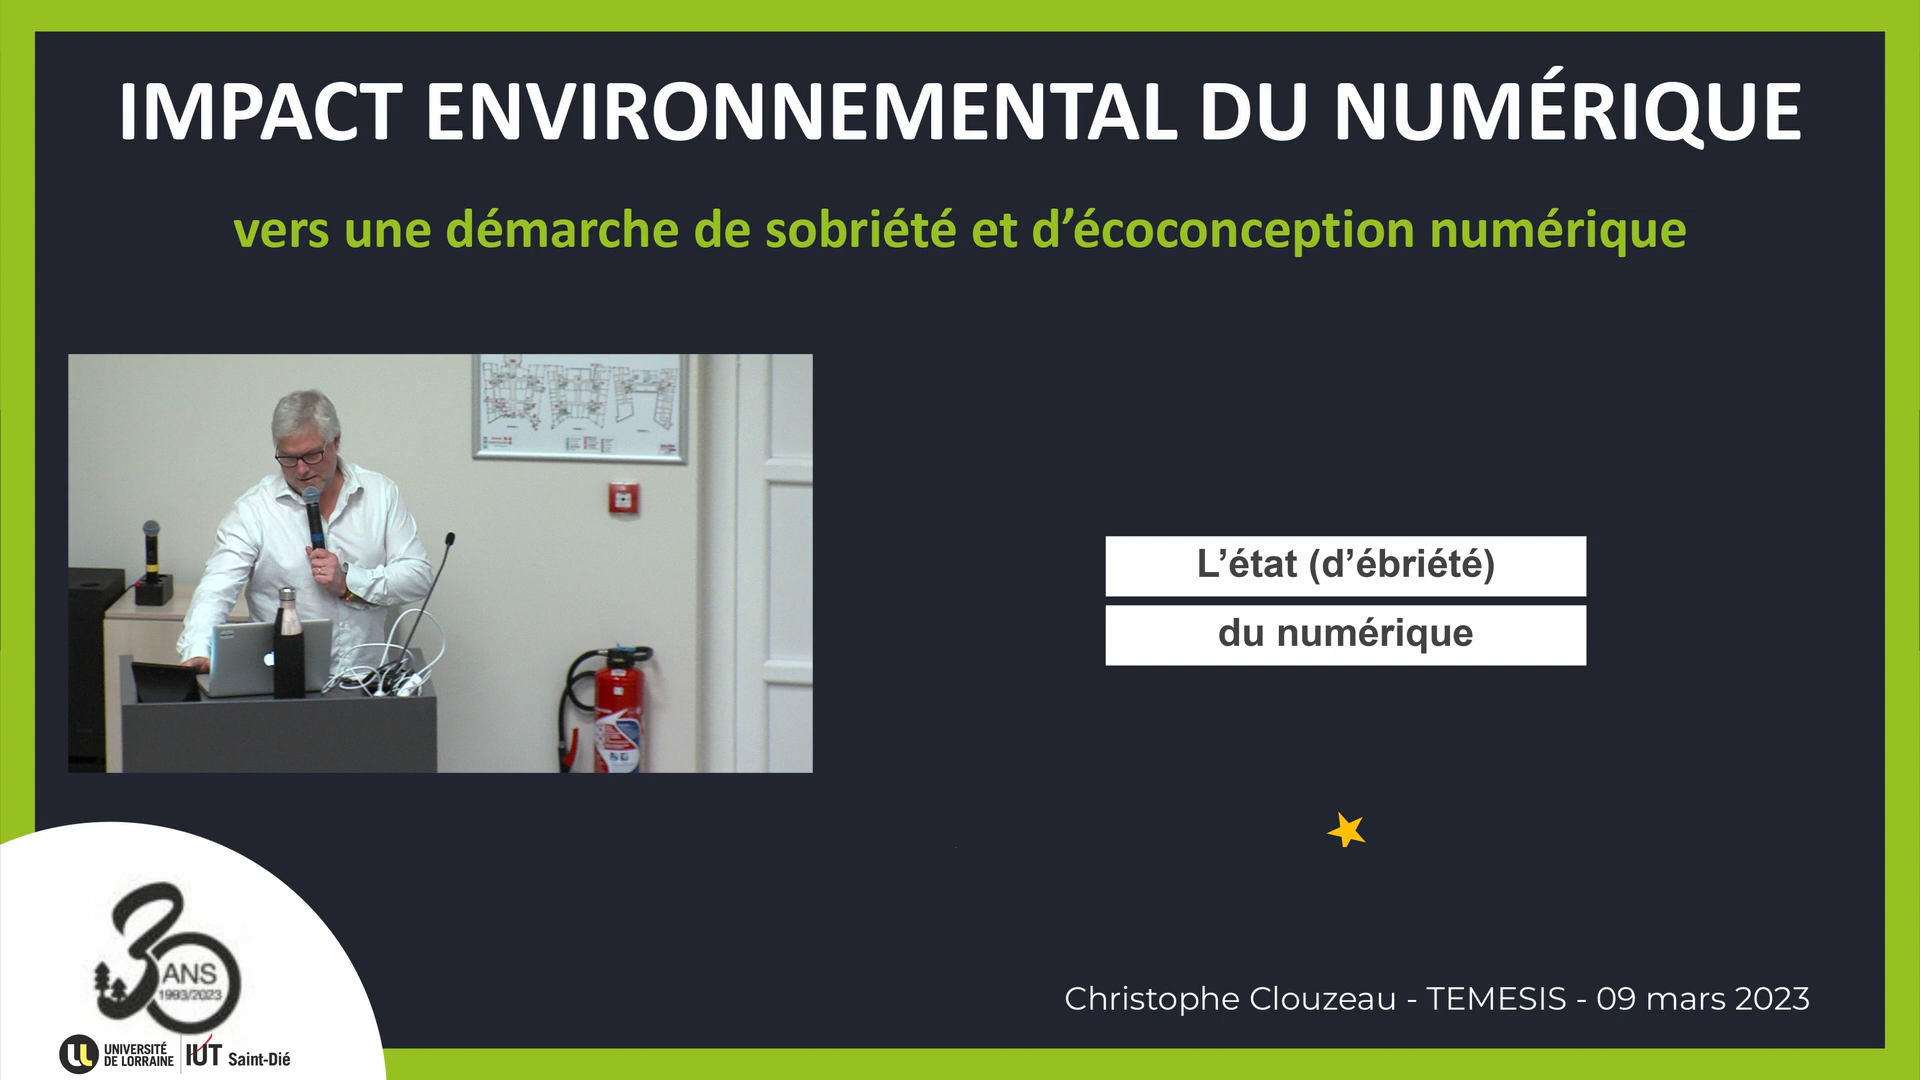 IMPACT ENVIRONNEMENTAL DU NUMÉRIQUE
vers une démarche de sobriété et d’écoconception numérique
L’état (d’ébriété)
du numérique
30
ANS
1993/2023
UNIVERSITÉ
DE LORRAINE
IUT Saint-Dié
Christophe Clouzeau - TEMESIS - 09 mars 2023